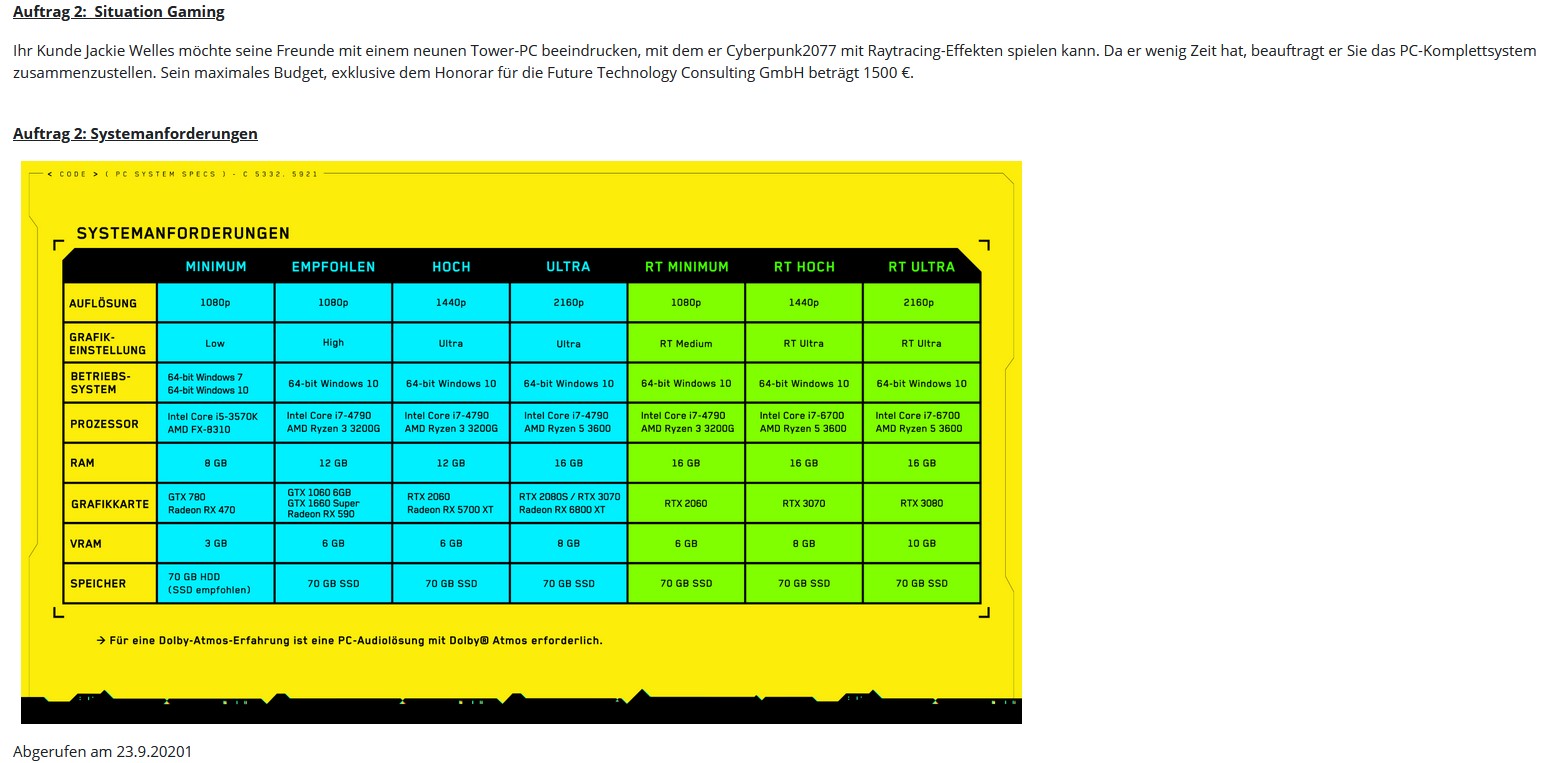 Auftrag 2:  Situation Gaming
Ihr Kunde Jackie Welles möchte seine Freunde mit einem neunen Tower-PC beeindrucken, mit dem er Cyberpunk2077 mit Raytracing-Effekten spielen kann. Da er wenig Zeit hat, beauftragt er Sie das PC-Komplettsystem
zusammenzustellen. Sein maximales Budget, exklusive dem Honorar für die Future Technology Consulting GmbH beträgt 1500 €.
Auftrag 2: Systemanforderungen
< CODE > ( PC SYSTEM SPECS ) - C 5332. 5921
SYSTEMANFORDERUNGEN
MINIMUM EMPFOHLEN HOCH ULTRA RT MINIMUM RT HOCH RT ULTRA
AUFLÖSUNG 1080p 1080p 1440p 2160p 1080p 1440p 2160p
GRAFIK-
EINSTELLUNG Low High Ultra Ultra RT Medium RT Ultra RT Ultra
BETRIEBS-
SYSTEM 64-bit Windows 7
64-bit Windows 10 64-bit Windows 10 64-bit Windows 10 64-bit Windows 10 64-bit Windows 10 64-bit Windows 10 64-bit Windows 10
PROZESSOR Intel Core i5-3570K Intel Core i7-4790 Intel Core i7-4790 Intel Core i7-4790 Intel Core i7-4790 Intel Core i7-6700 Intel Core i7-6700
AMD FX-8310 AMD Ryzen 3 3200G AMD Ryzen 3 3200G AMD Ryzen 5 3600 AMD Ryzen 3 3200G AMD Ryzen 5 3600 AMD Ryzen 5 3600
RAM 8 GB 12 GB 12 GB 16 GB 16 GB 16 GB 16 GB
GRAFIKKARTE GTX 780 GTX 1060 6GB RTX 2060 RTX 2080S / RTX 3070 RTX 2060 RTX 3070 RTX 3080
Radeon RX 470 GTX 1660 Super Radeon RX 5700 XT Radeon RX 6800 XT
Radeon RX 590
VRAM 3 GB 6 GB 6 GB 8 GB 6 GB 8 GB 10 GB
SPEICHER 70 GB HDD
(SSD empfohlen) 70 GB SSD 70 GB SSD 70 GB SSD 70 GB SSD 70 GB SSD 70 GB SSD
→ Für eine Dolby-Atmos-Erfahrung ist eine PC-Audiolösung mit Dolby® Atmos erforderlich.
Abgerufen am 23.9.20201